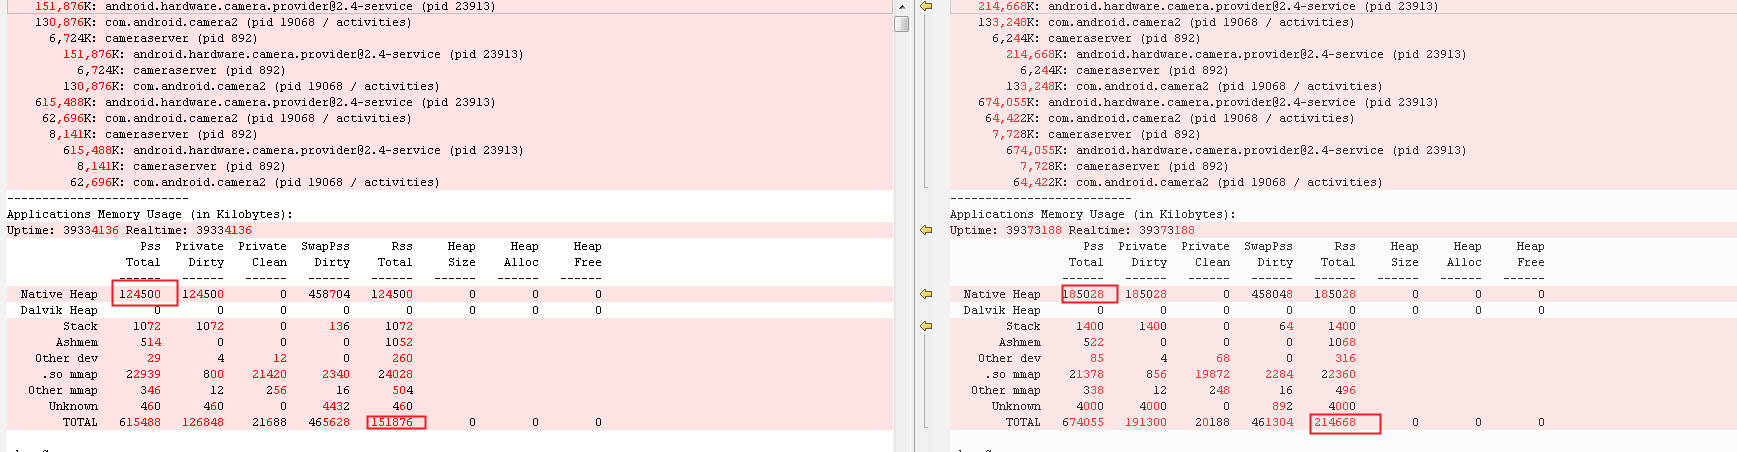 151,876K: android.hardware.camera.provider@2.4-service (pid 23913)
130,876K: com.android.camera2 (pid 19068 / activities)
6,724K: cameraserver (pid 892)
151,876K: android.hardware.camera.provider@2.4-service (pid 23913)
6,724K: cameraserver (pid 892)
130,876K: com.android.camera2 (pid 19068 / activities)
615,488K: android.hardware.camera.provider@2.4-service (pid 23913)
62,696K: com.android.camera2 (pid 19068 / activities)
8,141K: cameraserver (pid 892)
615,488K: android.hardware.camera.provider@2.4-service (pid 23913)
8,141K: cameraserver (pid 892)
62,696K: com.android.camera2 (pid 19068 / activities)
--------------------------
Applications Memory Usage (in Kilobytes):
Uptime: 39334136 Realtime: 39334136
Pss Private Private SwapPss Rss Heap Heap Heap
Total Dirty Clean Dirty Total Size Alloc Free
------ ------ ------ ------ ------ ------ ------ ------
Native Heap 124500 124500 0 458704 124500 0 0 0
Dalvik Heap 0 0 0 0 0 0 0 0
Stack 1072 1072 0 136 1072
Ashmem 514 0 0 0 1052
Other dev 29 4 12 0 260
.so mmap 22939 800 21420 2340 24028
Other mmap 346 12 256 16 504
Unknown 460 460 0 4432 460
TOTAL 615488 126848 21688 465628 151876 0 0 0
214,668K: android.hardware.camera.provider@2.4-service (pid 23913)
133,248K: com.android.camera2 (pid 19068 / activities)
6,244K: cameraserver (pid 892)
214,668K: android.hardware.camera.provider@2.4-service (pid 23913)
6,244K: cameraserver (pid 892)
133,248K: com.android.camera2 (pid 19068 / activities)
674,055K: android.hardware.camera.provider@2.4-service (pid 23913)
64,422K: com.android.camera2 (pid 19068 / activities)
7,728K: cameraserver (pid 892)
674,055K: android.hardware.camera.provider@2.4-service (pid 23913)
7,728K: cameraserver (pid 892)
64,422K: com.android.camera2 (pid 19068 / activities)
--------------------------
Applications Memory Usage (in Kilobytes):
Uptime: 39373188 Realtime: 39373188
Pss Private Private SwapPss Rss Heap Heap Heap
Total Dirty Clean Dirty Total Size Alloc Free
------ ------ ------ ------ ------ ------ ------ ------
Native Heap 185028 185028 0 458048 185028 0 0 0
Dalvik Heap 0 0 0 0 0 0 0 0
Stack 1400 1400 0 64 1400
Ashmem 522 0 0 0 1068
Other dev 85 4 68 0 316
.so mmap 21378 856 19872 2284 22360
Other mmap 338 12 248 16 496
Unknown 4000 4000 0 892 4000
TOTAL 674055 191300 20188 461304 214668 0 0 0